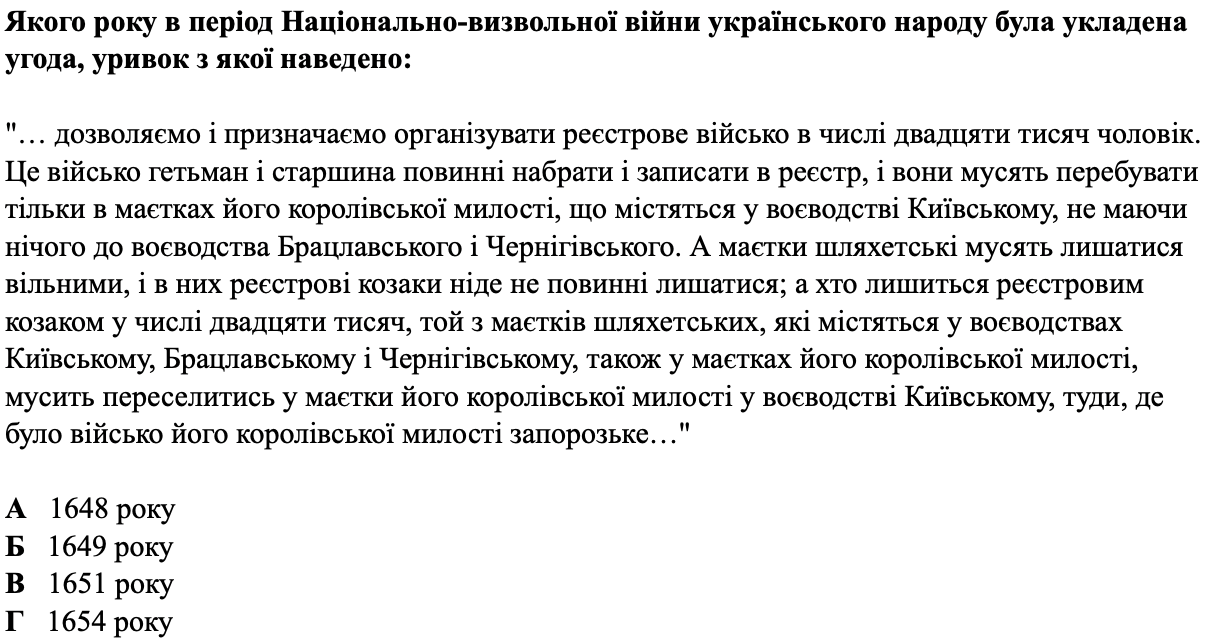 Якого року в період Національно-визвольної війни українського народу була укладена
угода, уривок з якої наведено:
"… дозволяємо і призначаємо організувати реєстрове військо в числі двадцяти тисяч чоловік.
Це військо гетьман і старшина повинні набрати і записати в реєстр, і вони мусять перебувати
тільки в маєтках його королівської милості, що містяться у воєводстві Київському, не маючи
нічого до воєводства Брацлавського і Чернігівського. А маєтки шляхетські мусять лишатися
вільними, і в них реєстрові козаки ніде не повинні лишатися; а хто лишиться реєстровим
козаком у числі двадцяти тисяч, той з маєтків шляхетських, які містяться у воєводствах
Київському, Брацлавському і Чернігівському, також у маєтках його королівської милості,
мусить переселитись у маєтки його королівської милості у воєводстві Київському, туди, де
було військо його королівської милості запорозьке…"
А 1648 року
Б 1649 року
В 1651 року
Г 1654 року